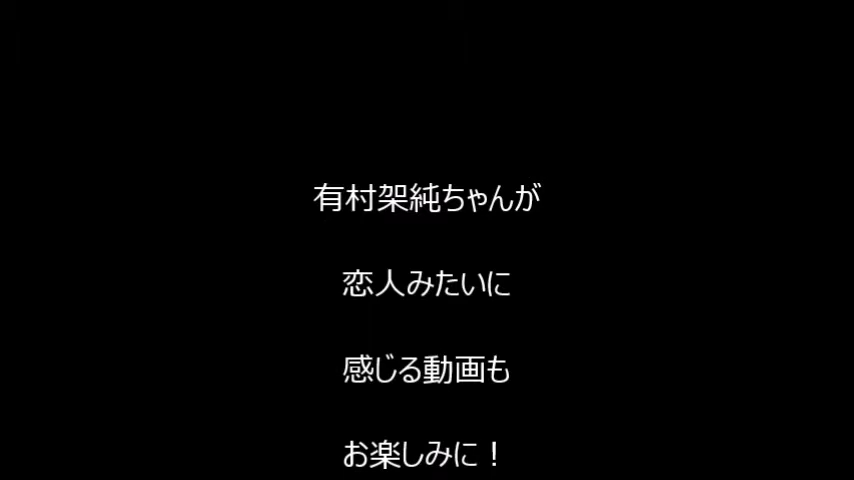 有村架純ちゃんが
恋人みたいに
感じる動画も
お楽しみに！